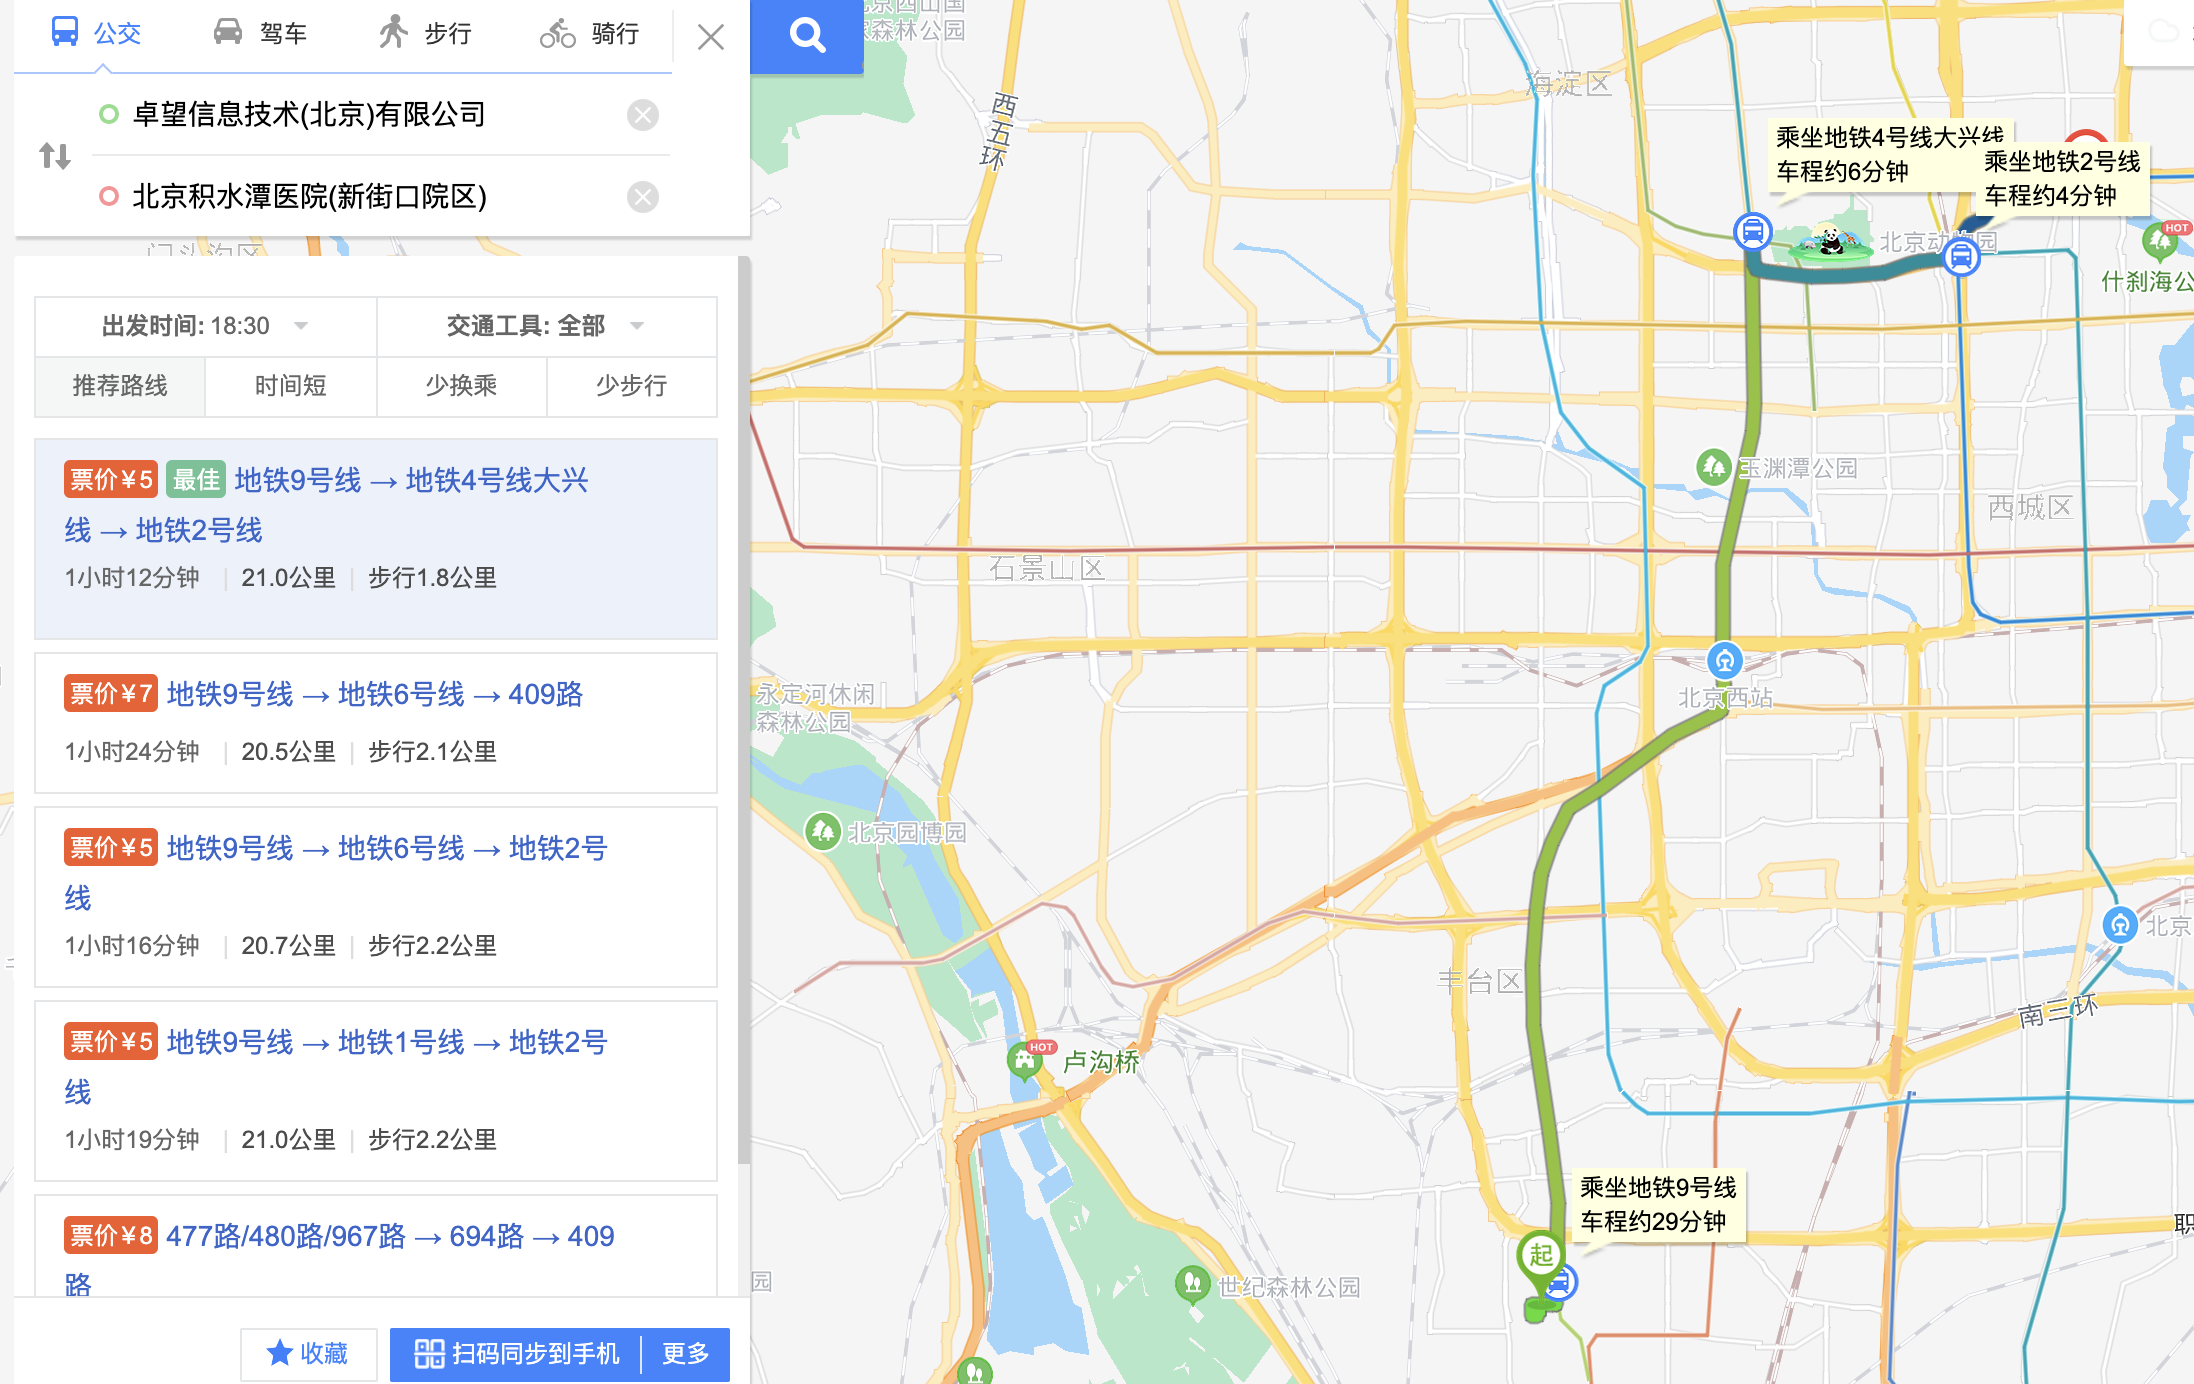 公交
驾车
步行
骑行
卓望信息技术(北京)有限公司
北京积水潭医院(新街口院区)
门头沟区
出发时间: 18:30
交通工具: 全部
推荐路线
时间短
少换乘
少步行
票价¥5 最佳 地铁9号线 → 地铁4号线大兴
线 → 地铁2号线
1小时12分钟 | 21.0公里 | 步行1.8公里
票价¥7 地铁9号线 → 地铁6号线 → 409路
1小时24分钟 | 20.5公里 | 步行2.1公里
票价¥5 地铁9号线 → 地铁6号线 → 地铁2号
线
1小时16分钟 | 20.7公里 | 步行2.2公里
票价¥5 地铁9号线 → 地铁1号线 → 地铁2号
线
1小时19分钟 | 21.0公里 | 步行2.2公里
票价¥8 477路/480路/967路 → 694路 → 409
路
收藏
扫码同步到手机
更多
家森林公园
西五环
海淀区
乘坐地铁4号线大兴线
车程约6分钟
乘坐地铁2号线
车程约4分钟
北京动物园
HOT
什刹海公
玉渊潭公园
西城区
石景山区
北京西站
永定河休闲
森林公园
北京园博园
丰台区
北京
南三环
HOT
卢沟桥
乘坐地铁9号线
车程约29分钟
起
职
园
世纪森林公园